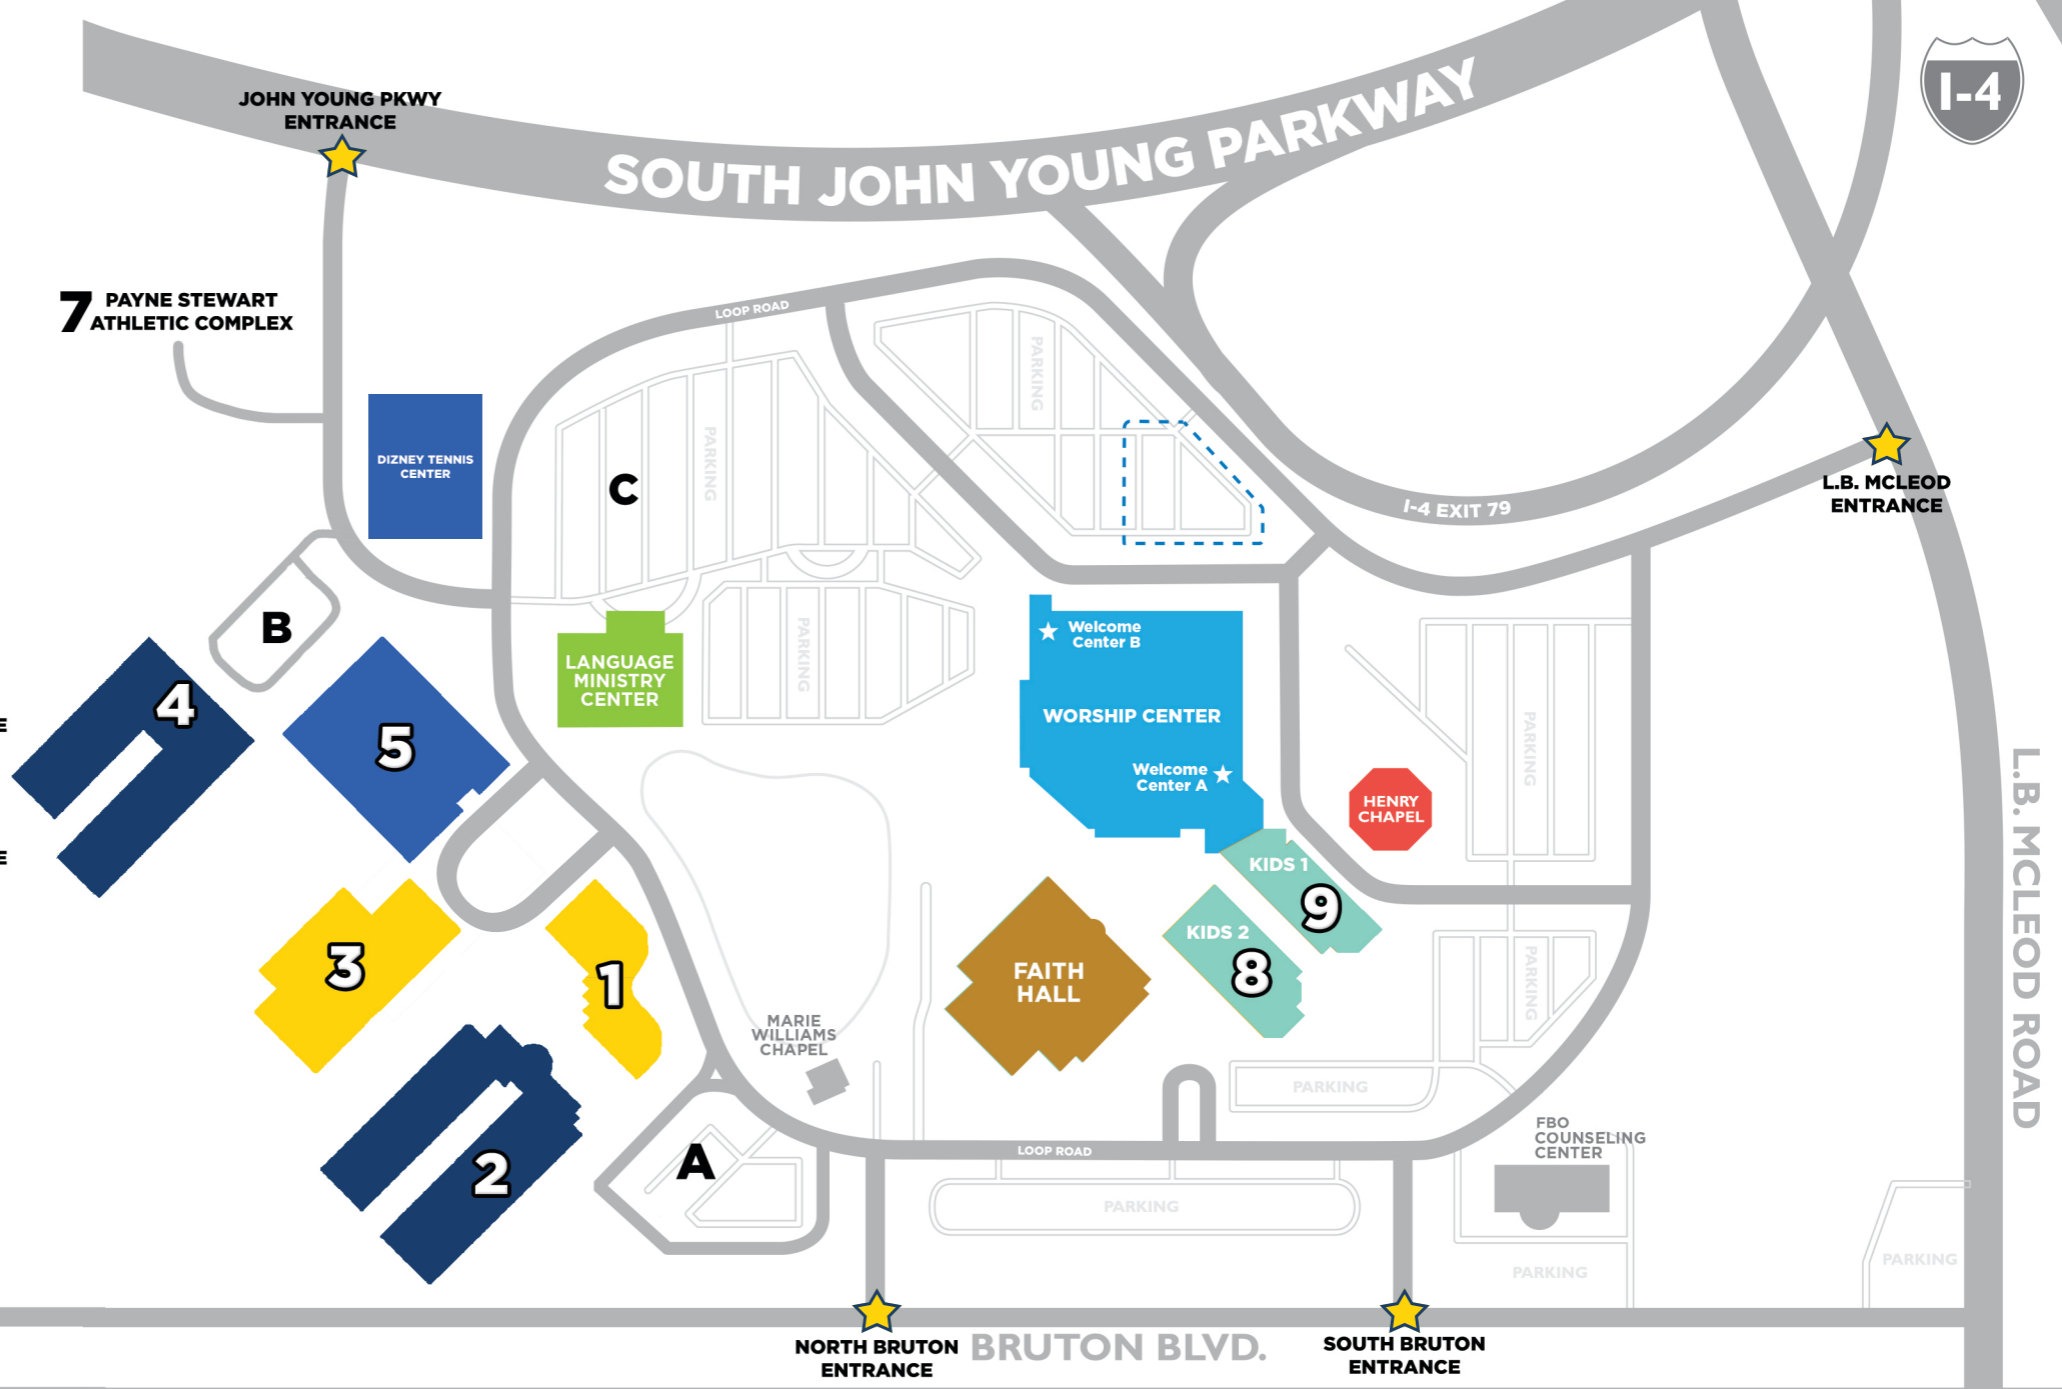 JOHN YOUNG PKWY
ENTRANCE
SOUTH JOHN YOUNG PARKWAY
I-4
7 PAYNE STEWART
ATHLETIC COMPLEX
LOOP ROAD
PARKING
DIZNEY TENNIS
CENTER
C
PARKING
I-4 EXIT 79
L.B. MCLEOD
ENTRANCE
B
4
5
LANGUAGE
MINISTRY
CENTER
PARKING
Welcome
Center B
WORSHIP CENTER
Welcome
Center A
HENRY
CHAPEL
PARKING
L.B. MCLEOD ROAD
E
E
KIDS 1
9
KIDS 2
8
3
1
FAITH
HALL
PARKING
MARIE
WILLIAMS
CHAPEL
2
A
LOOP ROAD
PARKING
FBO
COUNSELING
CENTER
PARKING
PARKING
PARKING
NORTH BRUTON
ENTRANCE
BRUTON BLVD.
SOUTH BRUTON
ENTRANCE